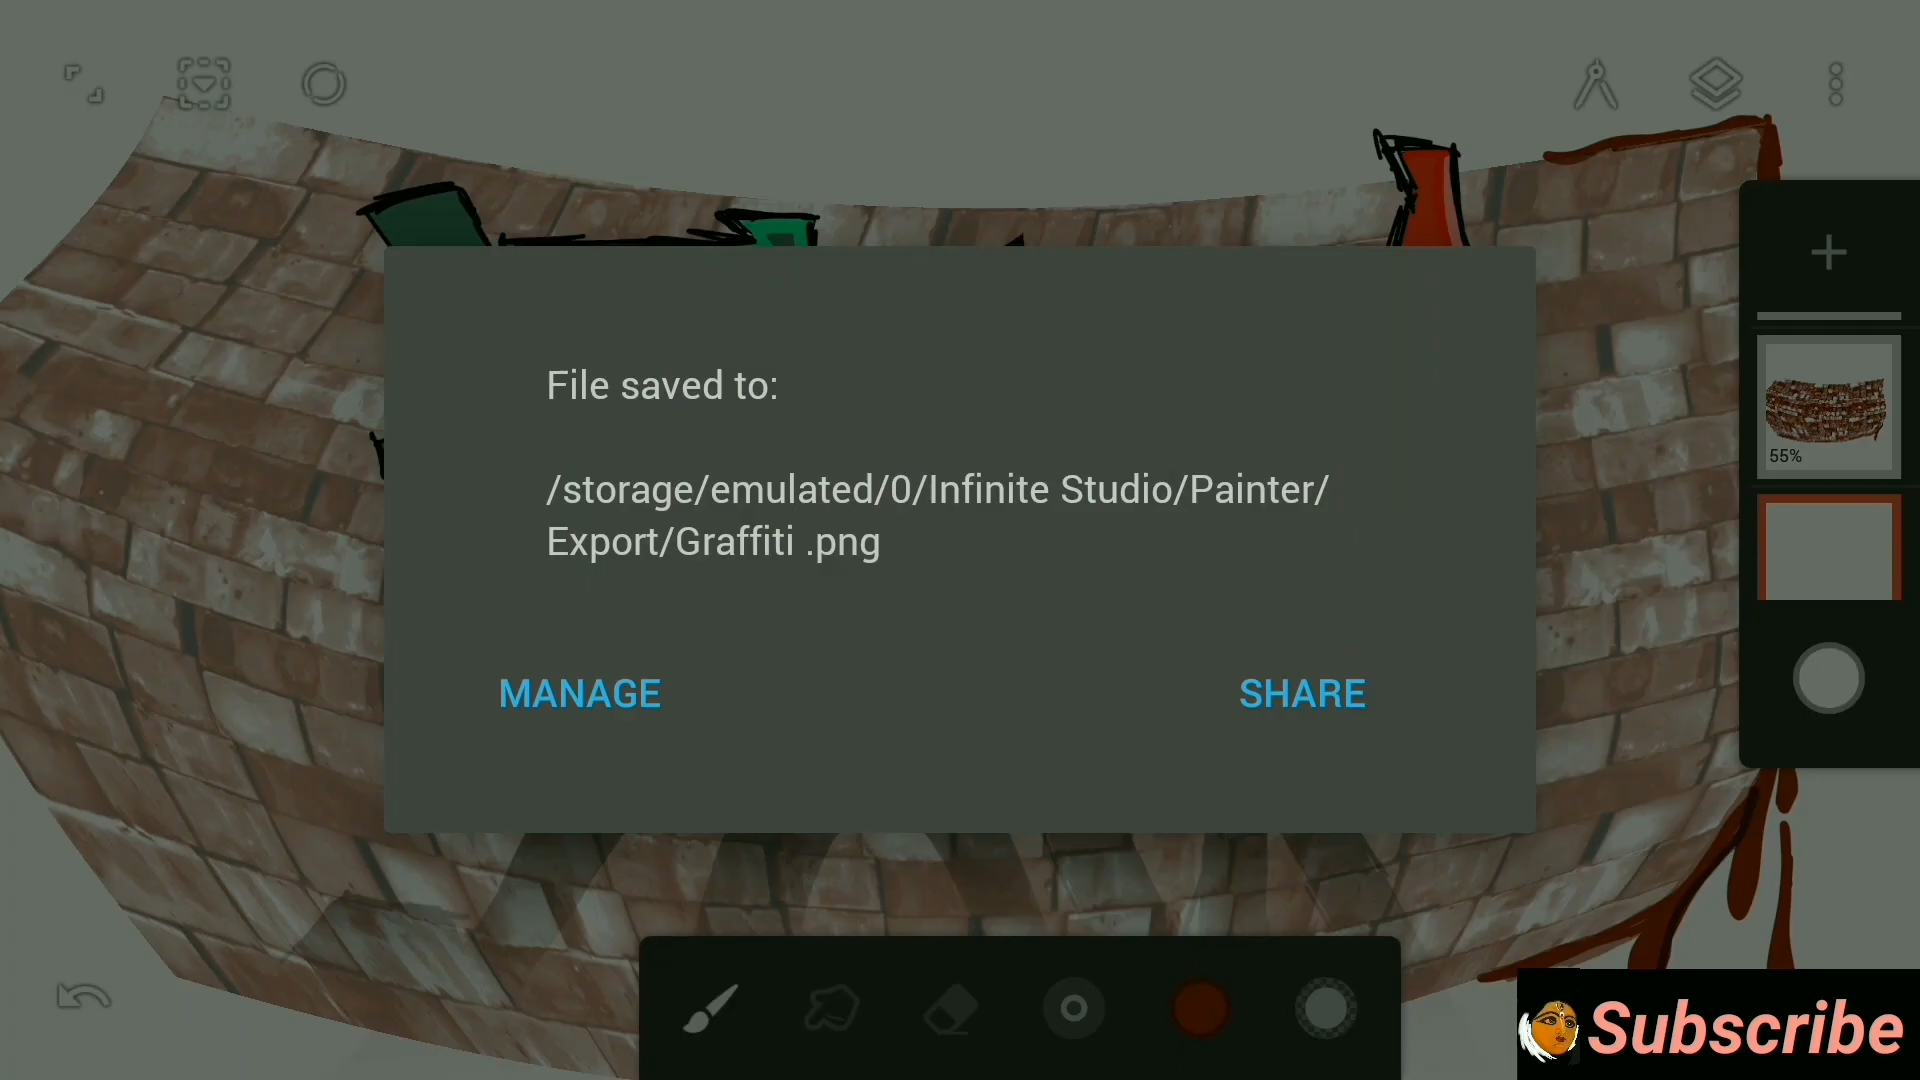 File saved to:
/storage/emulated/0/Infinite Studio/Painter/
Export/Graffiti .png
MANAGE
SHARE
55%
Subscribe